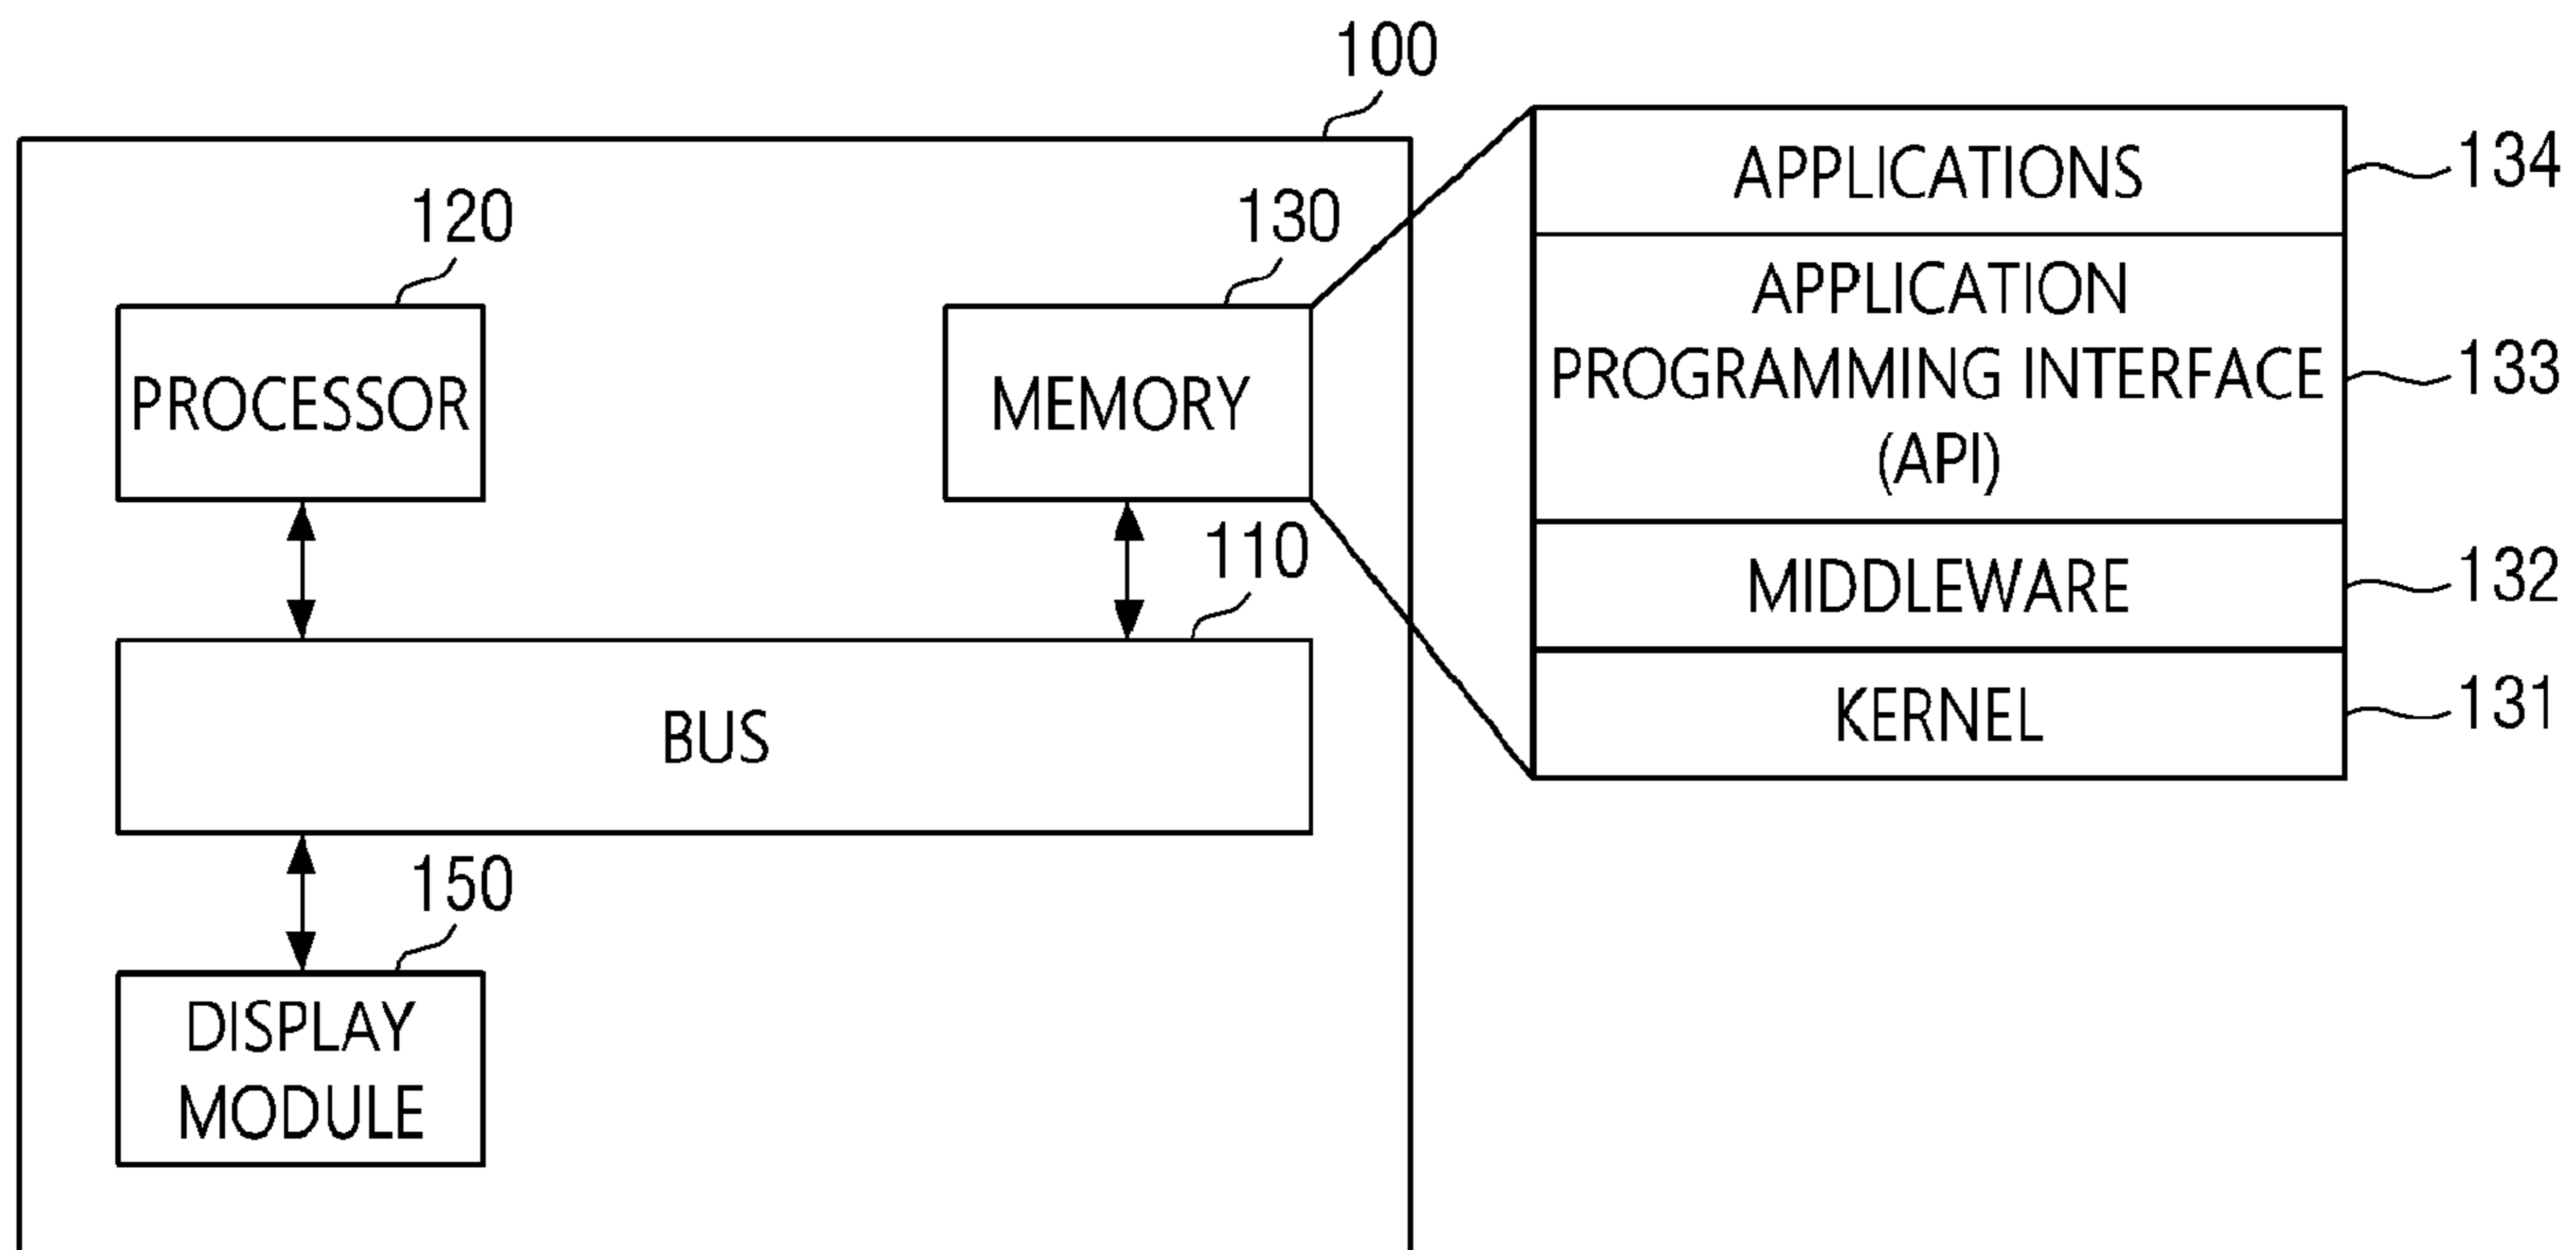 100
120
PROCESSOR
130
MEMORY
110
BUS
150
DISPLAY
MODULE
APPLICATIONS
134
APPLICATION
PROGRAMMING INTERFACE
(API)
133
MIDDLEWARE
132
KERNEL
131